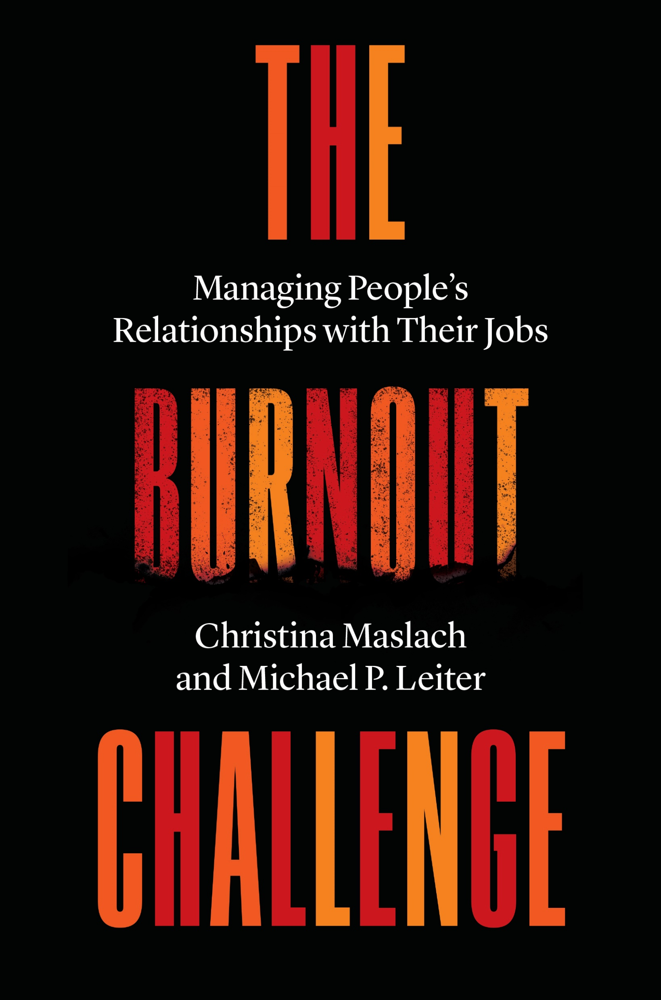 THE
Managing People’s
Relationships with Their Jobs
BURNOUT
Christina Maslach
and Michael P. Leiter
CHALLENGE